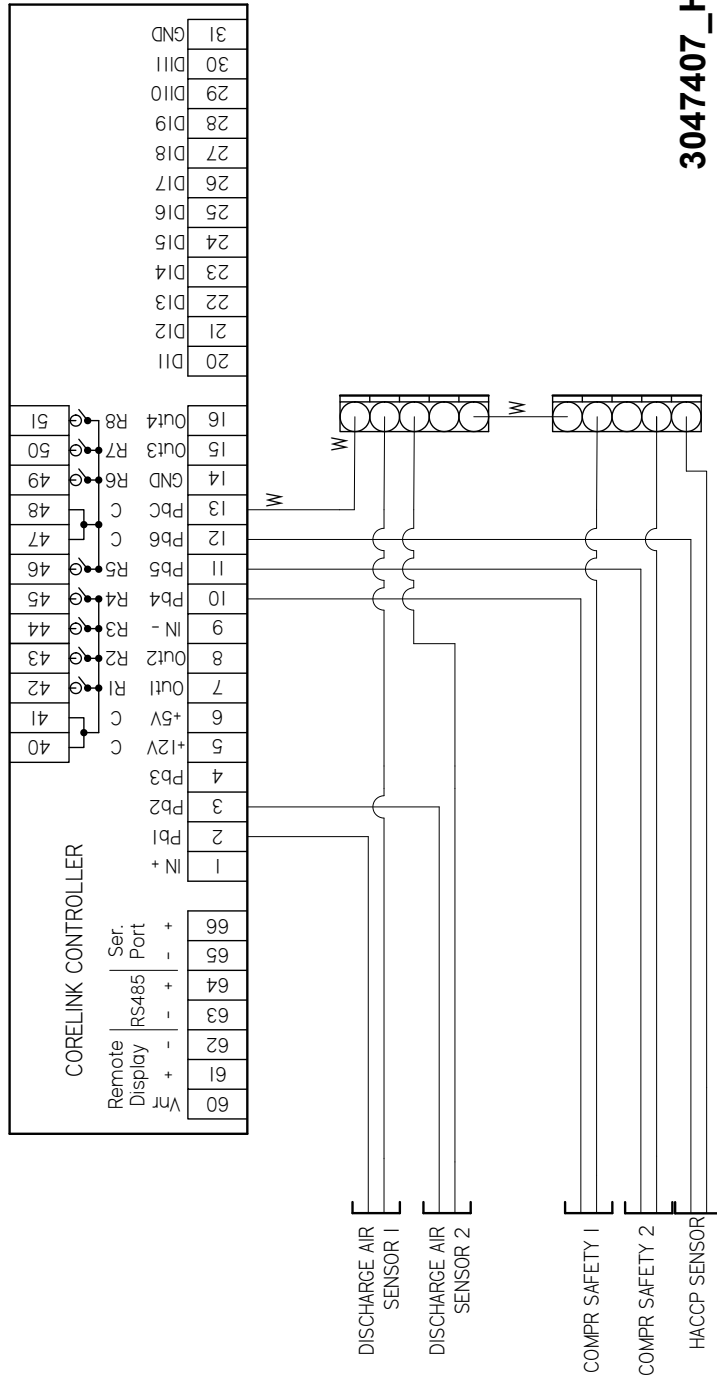 3047407_H
GND 31
DI11 30
DI10 29
DI9 28
DI8 27
DI7 26
DI6 25
DI5 24
DI4 23
DI3 22
DI2 21
DI1 20
51 R8 Out4 16
50 R7 Out3 15
49 R6 GND 14
48 C PbC 13
47 C Pb6 12
46 R5 Pb5 11
45 R4 Pb4 10
44 R3 IN - 9
43 R2 Out2 8
42 R1 Out1 7
41 C +5V 6
40 C +12V 5
Pb3 4
Pb2 3
Pb1 2
IN + 1
CORELINK CONTROLLER
Ser.
Port
+ 66
- 65
RS485
+ 64
- 63
Remote
Display
- 62
+ 61
Vnr 60
W
W
W
DISCHARGE AIR
SENSOR 1
DISCHARGE AIR
SENSOR 2
COMPR SAFETY 1
COMPR SAFETY 2
HACCP SENSOR